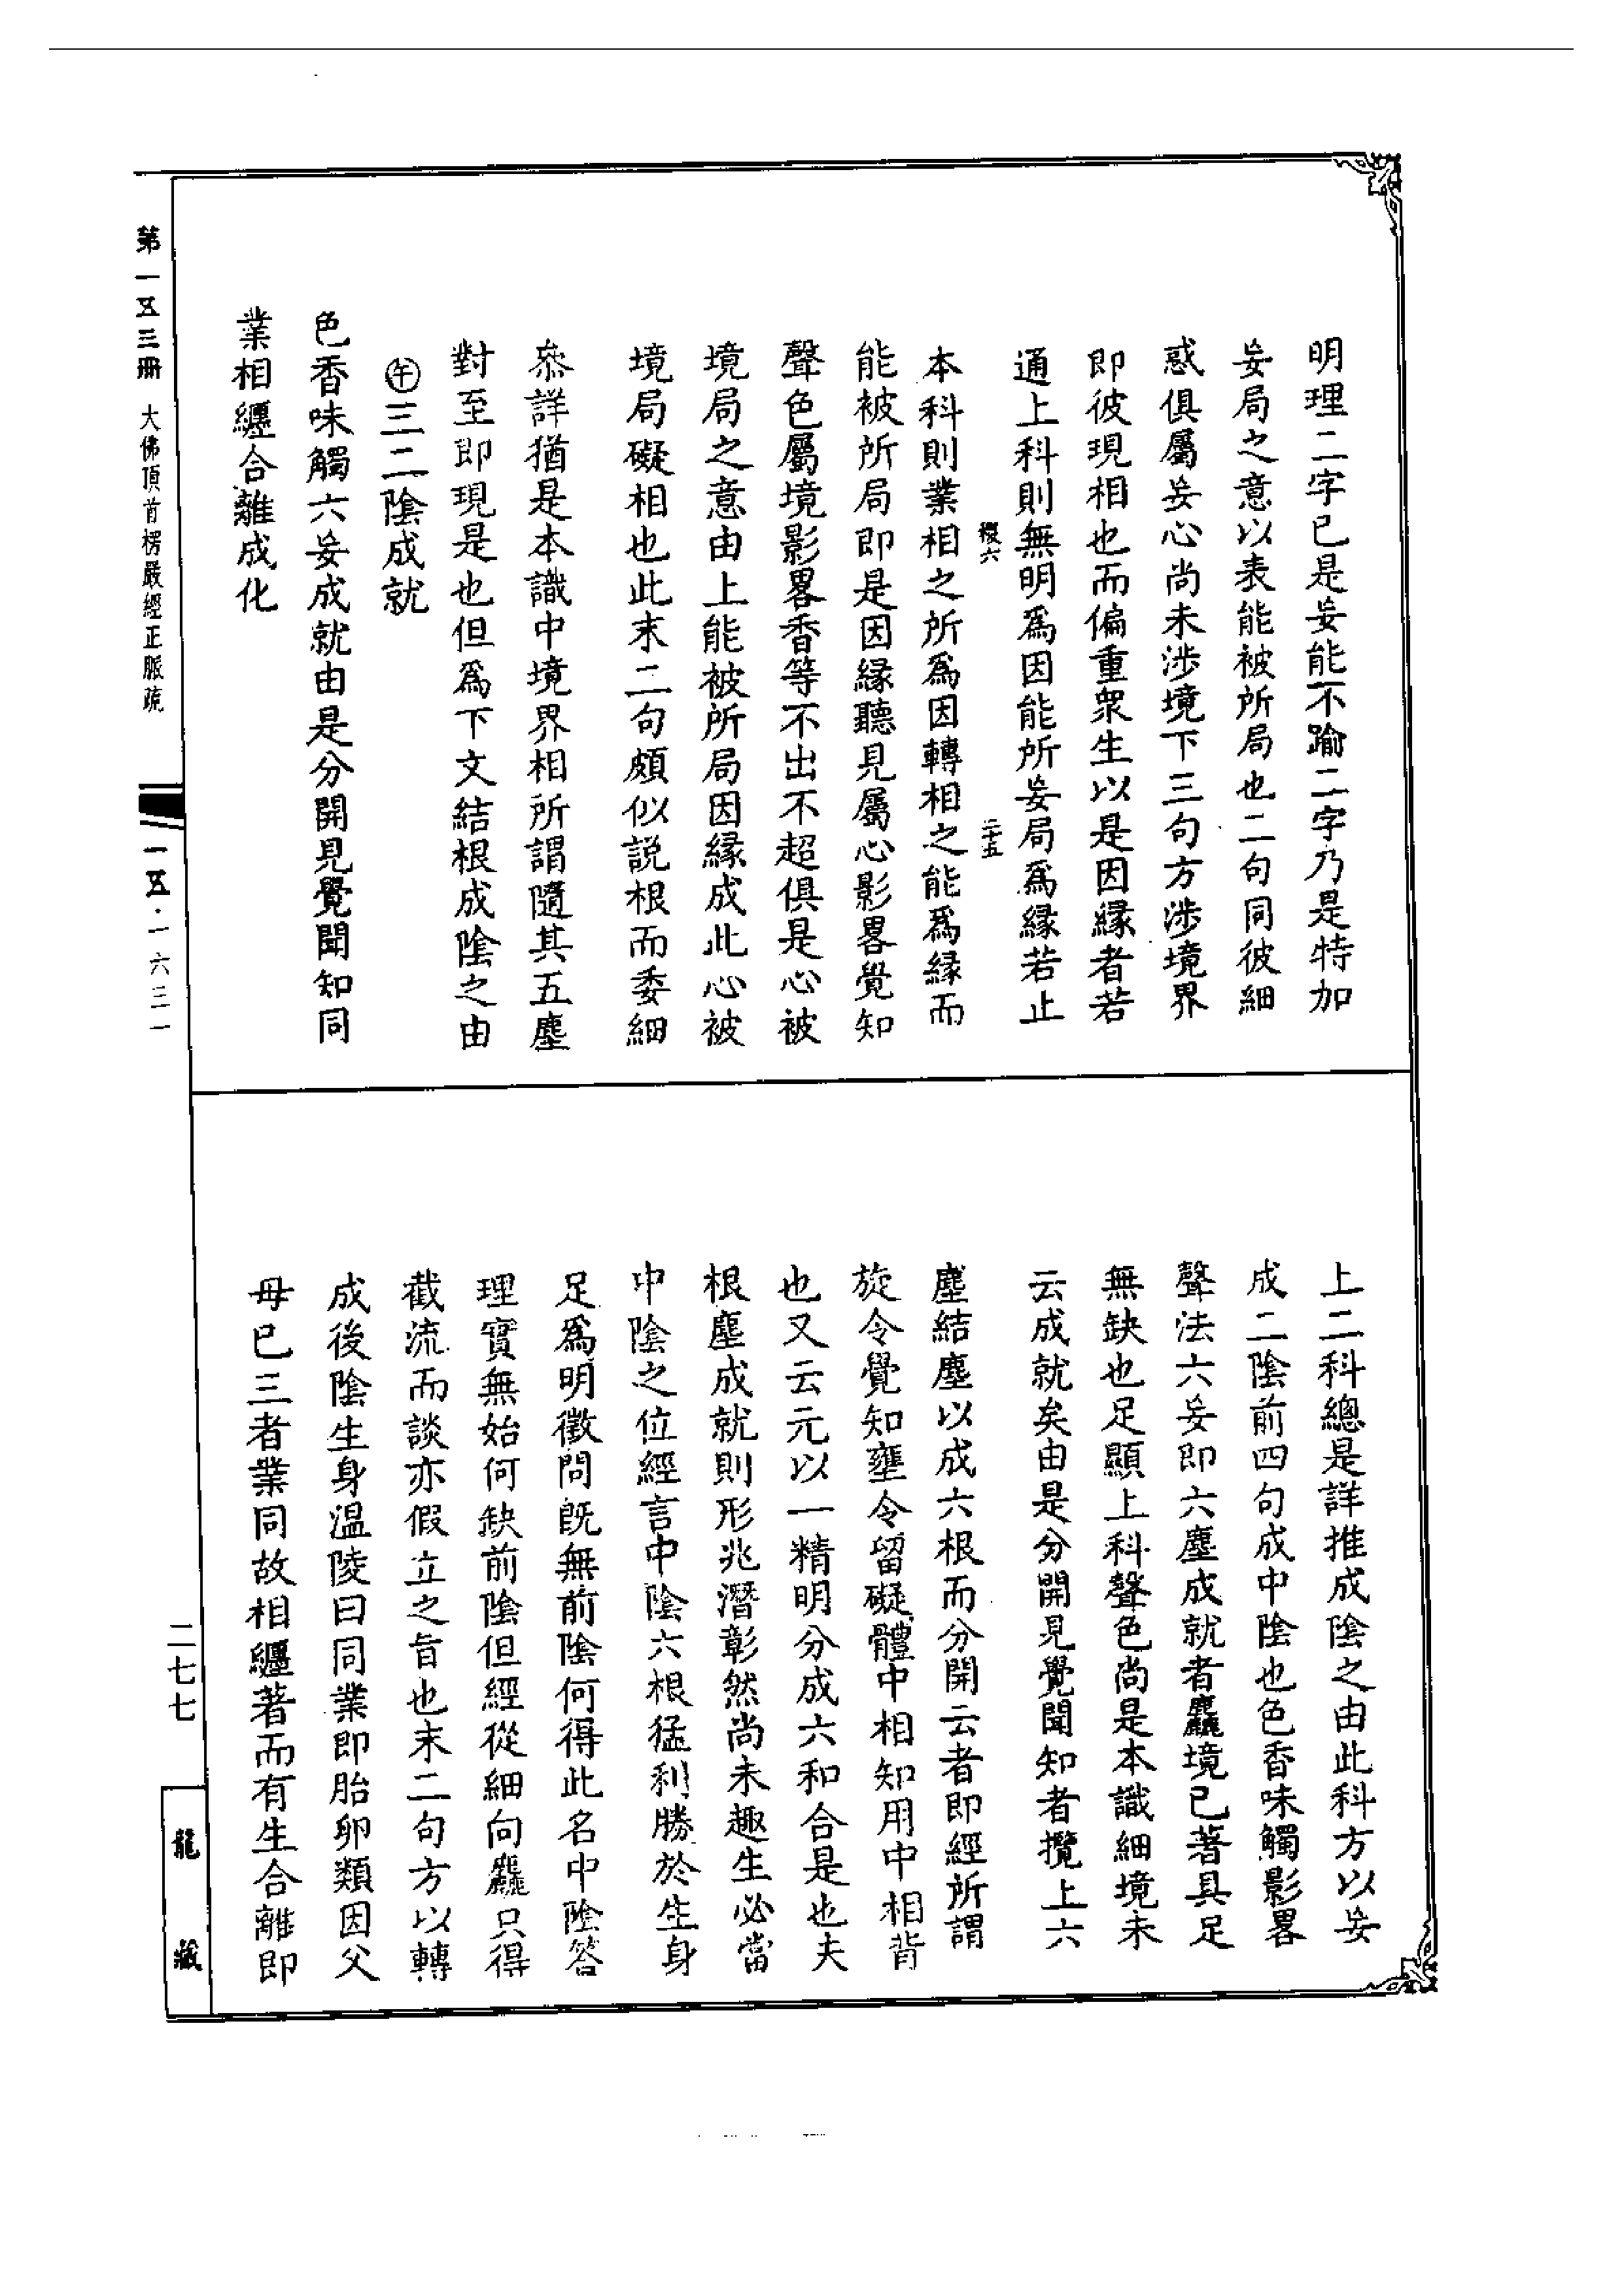 明理二字已是妄能不踰二字乃是特加
妄局之意以表能被所局也二句同彼細
惑俱屬妄心尚未涉境下三句方涉境界
即彼現相也而偏重衆生以是因緣者若
通上科則無明爲因能所妄局爲緣若止
二十五
本科則業相之所爲因轉相之能爲緣而
能被所局即是因緣聽見屬心影畧覺知
聲色屬境影畧香等不出不超俱是心被
境局之意由上能被所局因緣成此心被
境局礙相也此末二句頗似說根而委細
叅詳猶是本識中境界相所謂隨其五塵
對至即現是也但爲下文結根成陰之由
㊉三二陰成就
色香味觸六妄成就由是分開見覺聞知同
業相纏合離成化
上二科總是詳推成陰之由此科方以妄
成二陰前四句成中陰也色香味觸影畧
聲法六妄即六塵成就者麤境已著具足
無缺也足顯上科聲色尚是本識細境未
云成就矣由是分開見覺聞知者攬上六
塵結塵以成六根而分開云者即經所謂
旋令覺知壅令留礙體中相知用中相背
也又云元以一精明分成六和合是也夫
根塵成就則形兆潛彰然尚未趣生必當
中陰之位經言中陰六根猛利勝於生身
足爲明徵問旣無前陰何得此名中陰答
理實無始何缺前陰但經從細向麤只得
截流而談亦假立之旨也末二句方以轉
成後陰生身温陵曰同業即胎卵類因父
母已三者業同故相纏著而有生合離即
第一五三冊 大佛頂首楞嚴經正脈疏
一五·一六三一
二七七
龍藏